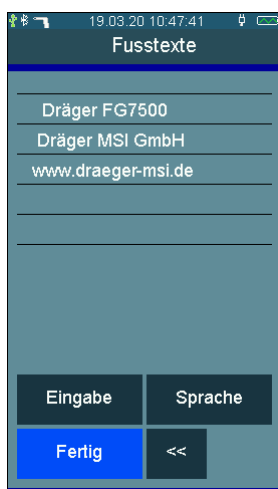 19.03.20 10:47:41
Fusstexte
Dräger FG7500
Dräger MSI GmbH
www.draeger-msi.de
Eingabe Sprache
Fertig <<